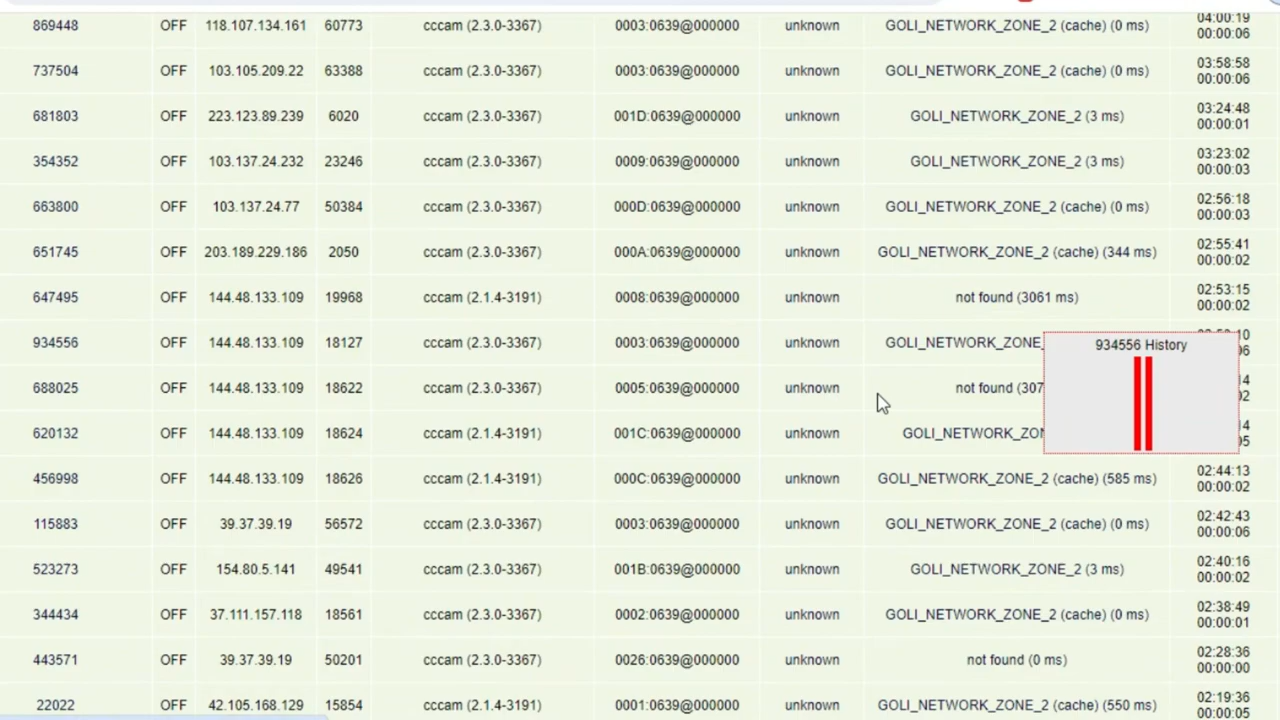 869448 OFF 118.107.134.161 60773 cccam (2.3.0-3367) 0003:0639@000000 unknown GOLI_NETWORK_ZONE_2 (cache) (0 ms) 04:00:19
00:00:06
737504 OFF 103.105.209.22 63388 cccam (2.3.0-3367) 0003:0639@000000 unknown GOLI_NETWORK_ZONE_2 (cache) (0 ms) 03:58:58
00:00:06
681803 OFF 223.123.89.239 6020 cccam (2.3.0-3367) 001D:0639@000000 unknown GOLI_NETWORK_ZONE_2 (3 ms) 03:24:48
00:00:01
354352 OFF 103.137.24.232 23246 cccam (2.3.0-3367) 0009:0639@000000 unknown GOLI_NETWORK_ZONE_2 (3 ms) 03:23:02
00:00:03
663800 OFF 103.137.24.77 50384 cccam (2.3.0-3367) 000D:0639@000000 unknown GOLI_NETWORK_ZONE_2 (cache) (0 ms) 02:56:18
00:00:03
651745 OFF 203.189.229.186 2050 cccam (2.3.0-3367) 000A:0639@000000 unknown GOLI_NETWORK_ZONE_2 (cache) (344 ms) 02:55:41
00:00:02
647495 OFF 144.48.133.109 19968 cccam (2.1.4-3191) 0008:0639@000000 unknown not found (3061 ms) 02:53:15
00:00:02
934556 OFF 144.48.133.109 18127 cccam (2.1.4-3191) 0003:0639@000000 unknown GOLI_NETWORK_ZONE_
934556 History
688025 OFF 144.48.133.109 18622 cccam (2.1.4-3191) 0005:0639@000000 unknown not found (307
620132 OFF 144.48.133.109 18624 cccam (2.1.4-3191) 001C:0639@000000 unknown GOLI_NETWORK_ZON
456998 OFF 144.48.133.109 18626 cccam (2.1.4-3191) 000C:0639@000000 unknown GOLI_NETWORK_ZONE_2 (cache) (585 ms) 02:44:13
00:00:02
115883 OFF 39.37.39.19 56572 cccam (2.3.0-3367) 0003:0639@000000 unknown GOLI_NETWORK_ZONE_2 (cache) (0 ms) 02:42:43
00:00:06
523273 OFF 154.80.5.141 49541 cccam (2.3.0-3367) 001B:0639@000000 unknown GOLI_NETWORK_ZONE_2 (3 ms) 02:40:16
00:00:02
344434 OFF 37.111.157.118 18561 cccam (2.3.0-3367) 0002:0639@000000 unknown GOLI_NETWORK_ZONE_2 (cache) (0 ms) 02:38:49
00:00:01
443571 OFF 39.37.39.19 50201 cccam (2.3.0-3367) 0026:0639@000000 unknown not found (0 ms) 02:28:36
00:00:00
22022 OFF 42.105.168.129 15854 cccam (2.1.4-3191) 0001:0639@000000 unknown GOLI_NETWORK_ZONE_2 (cache) (550 ms) 02:19:36
00:00:05